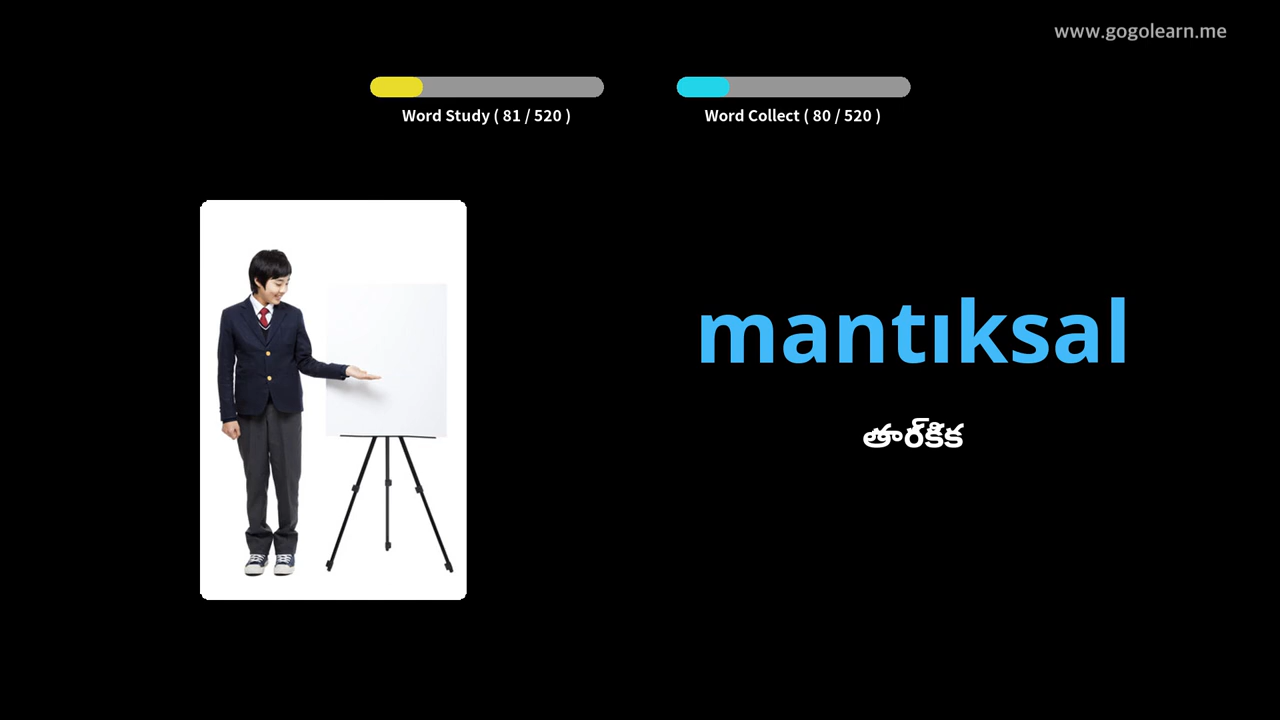 www.gogolearn.me
Word Study ( 81 / 520 )
Word Collect ( 80 / 520 )
mantıksal
తార్కిక